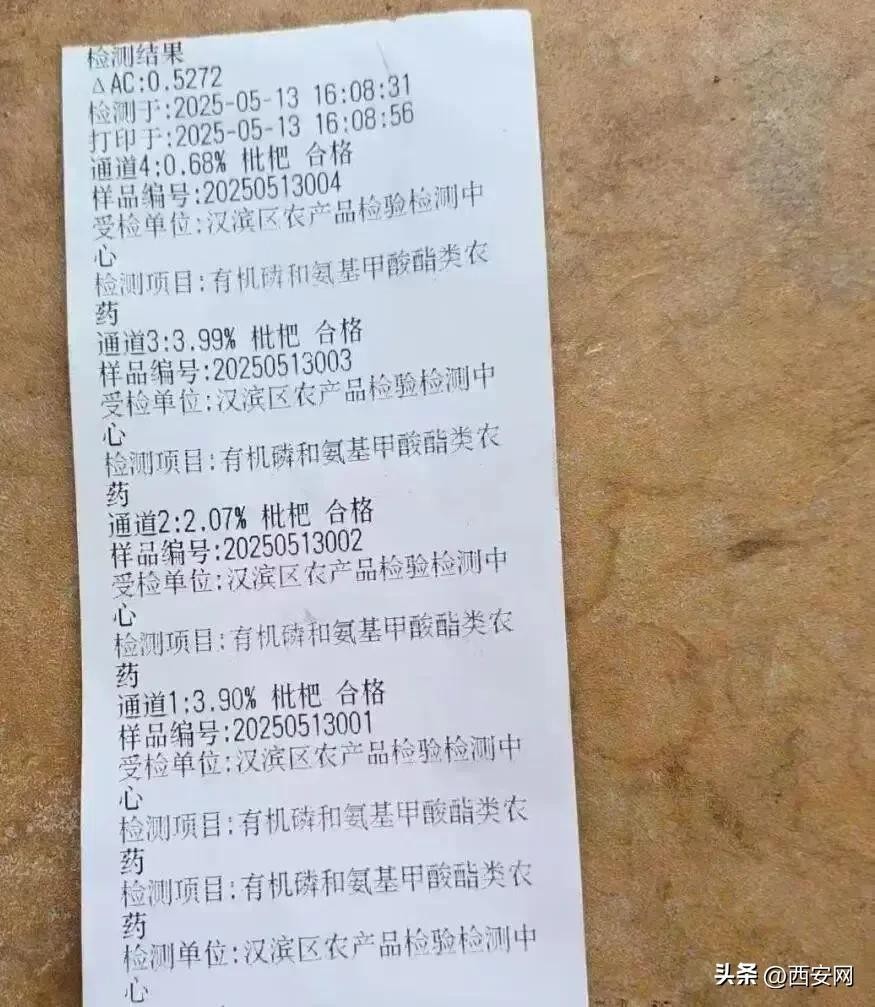 检测结果
ΔAC:0.5272
检测于:2025-05-13 16:08:31
打印于:2025-05-13 16:08:56
通道4:0.68% 枇杷 合格
样品编号:20250513004
受检单位:汉滨区农产品检验检测中
心
检测项目:有机磷和氨基甲酸酯类农
药
通道3:3.99% 枇杷 合格
样品编号:20250513003
受检单位:汉滨区农产品检验检测中
心
检测项目:有机磷和氨基甲酸酯类农
药
通道2:2.07% 枇杷 合格
样品编号:20250513002
受检单位:汉滨区农产品检验检测中
心
检测项目:有机磷和氨基甲酸酯类农
药
通道1:3.90% 枇杷 合格
样品编号:20250513001
受检单位:汉滨区农产品检验检测中
心
检测项目:有机磷和氨基甲酸酯类农
药
检测项目:有机磷和氨基甲酸酯类农
药
检测单位:汉滨区农产品检验检测中
心
头条 @西安网